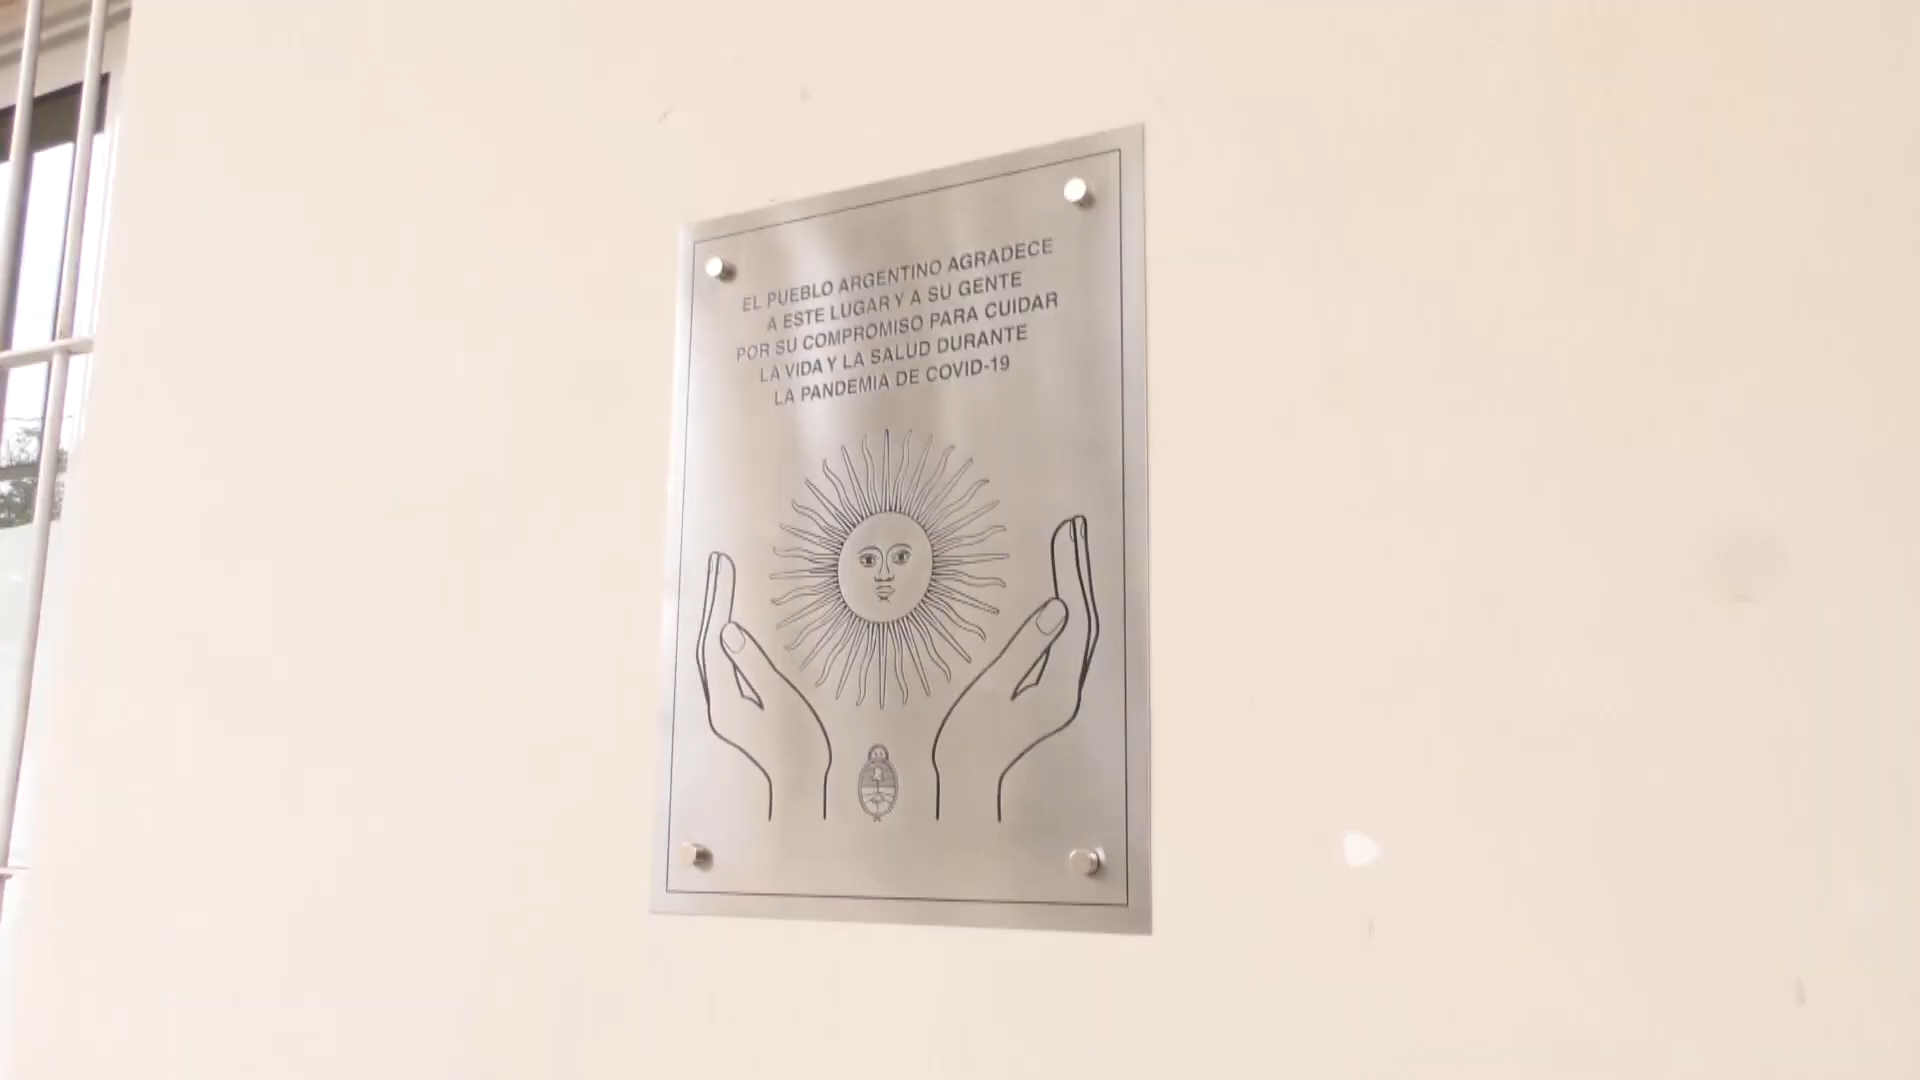 EL PUEBLO ARGENTINO AGRADECE
A ESTE LUGAR Y A SU GENTE
POR SU COMPROMISO PARA CUIDAR
LA VIDA Y LA SALUD DURANTE
LA PANDEMIA DE COVID-19